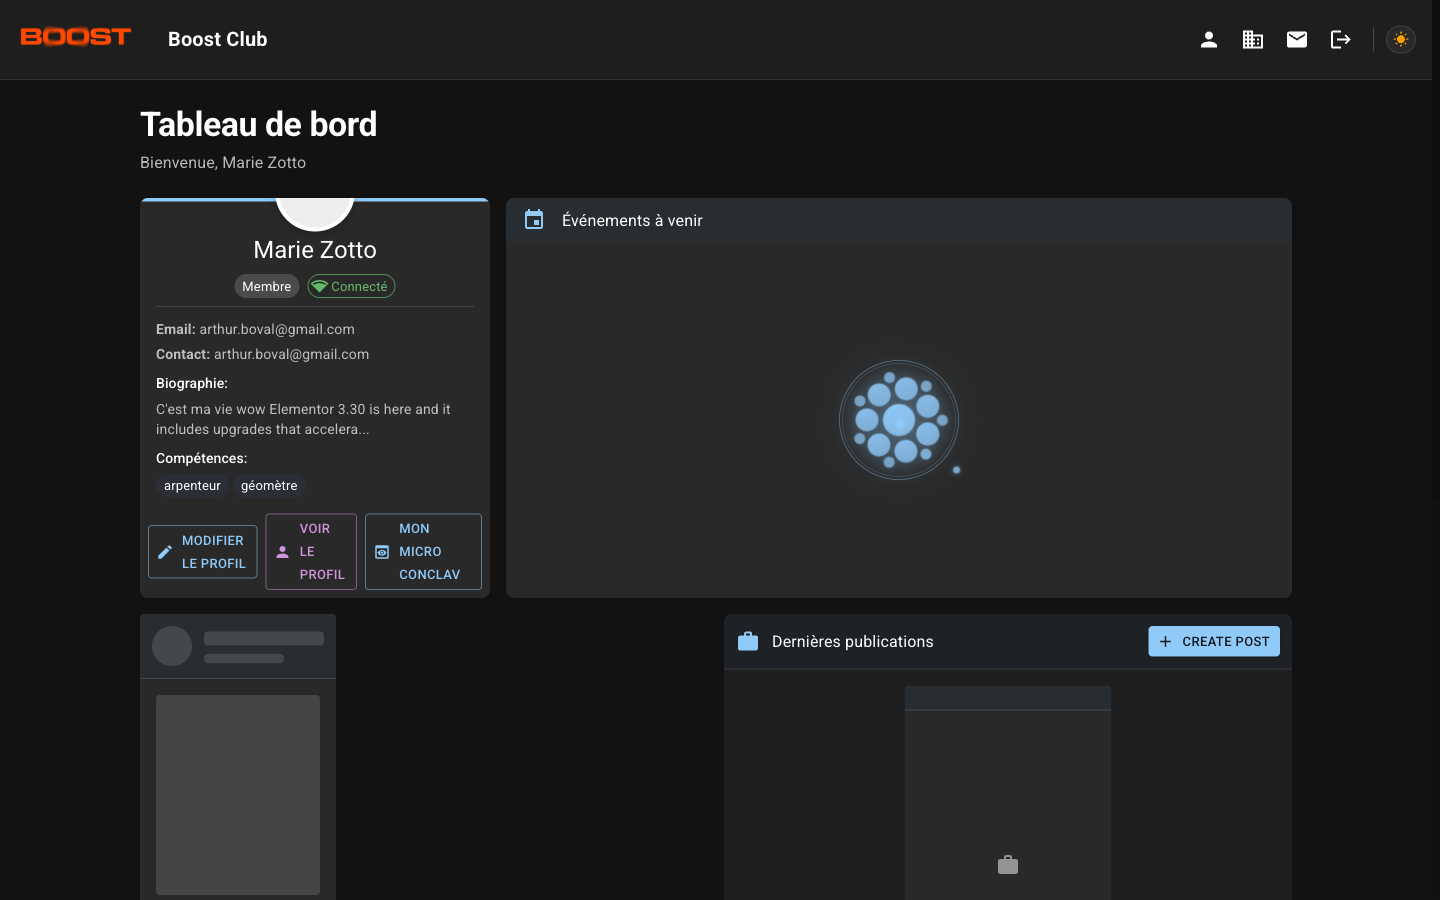 BOOST
Boost Club
Tableau de bord
Bienvenue, Marie Zotto
Marie Zotto
Membre
Connecté
Email: arthur.boval@gmail.com
Contact: arthur.boval@gmail.com
Biographie:
C'est ma vie wow Elementor 3.30 is here and it
includes upgrades that accelera...
Compétences:
arpenteur
géomètre
MODIFIER
LE PROFIL
VOIR
LE
PROFIL
MON
MICRO
CONCLAV
Événements à venir
Dernières publications
CREATE POST